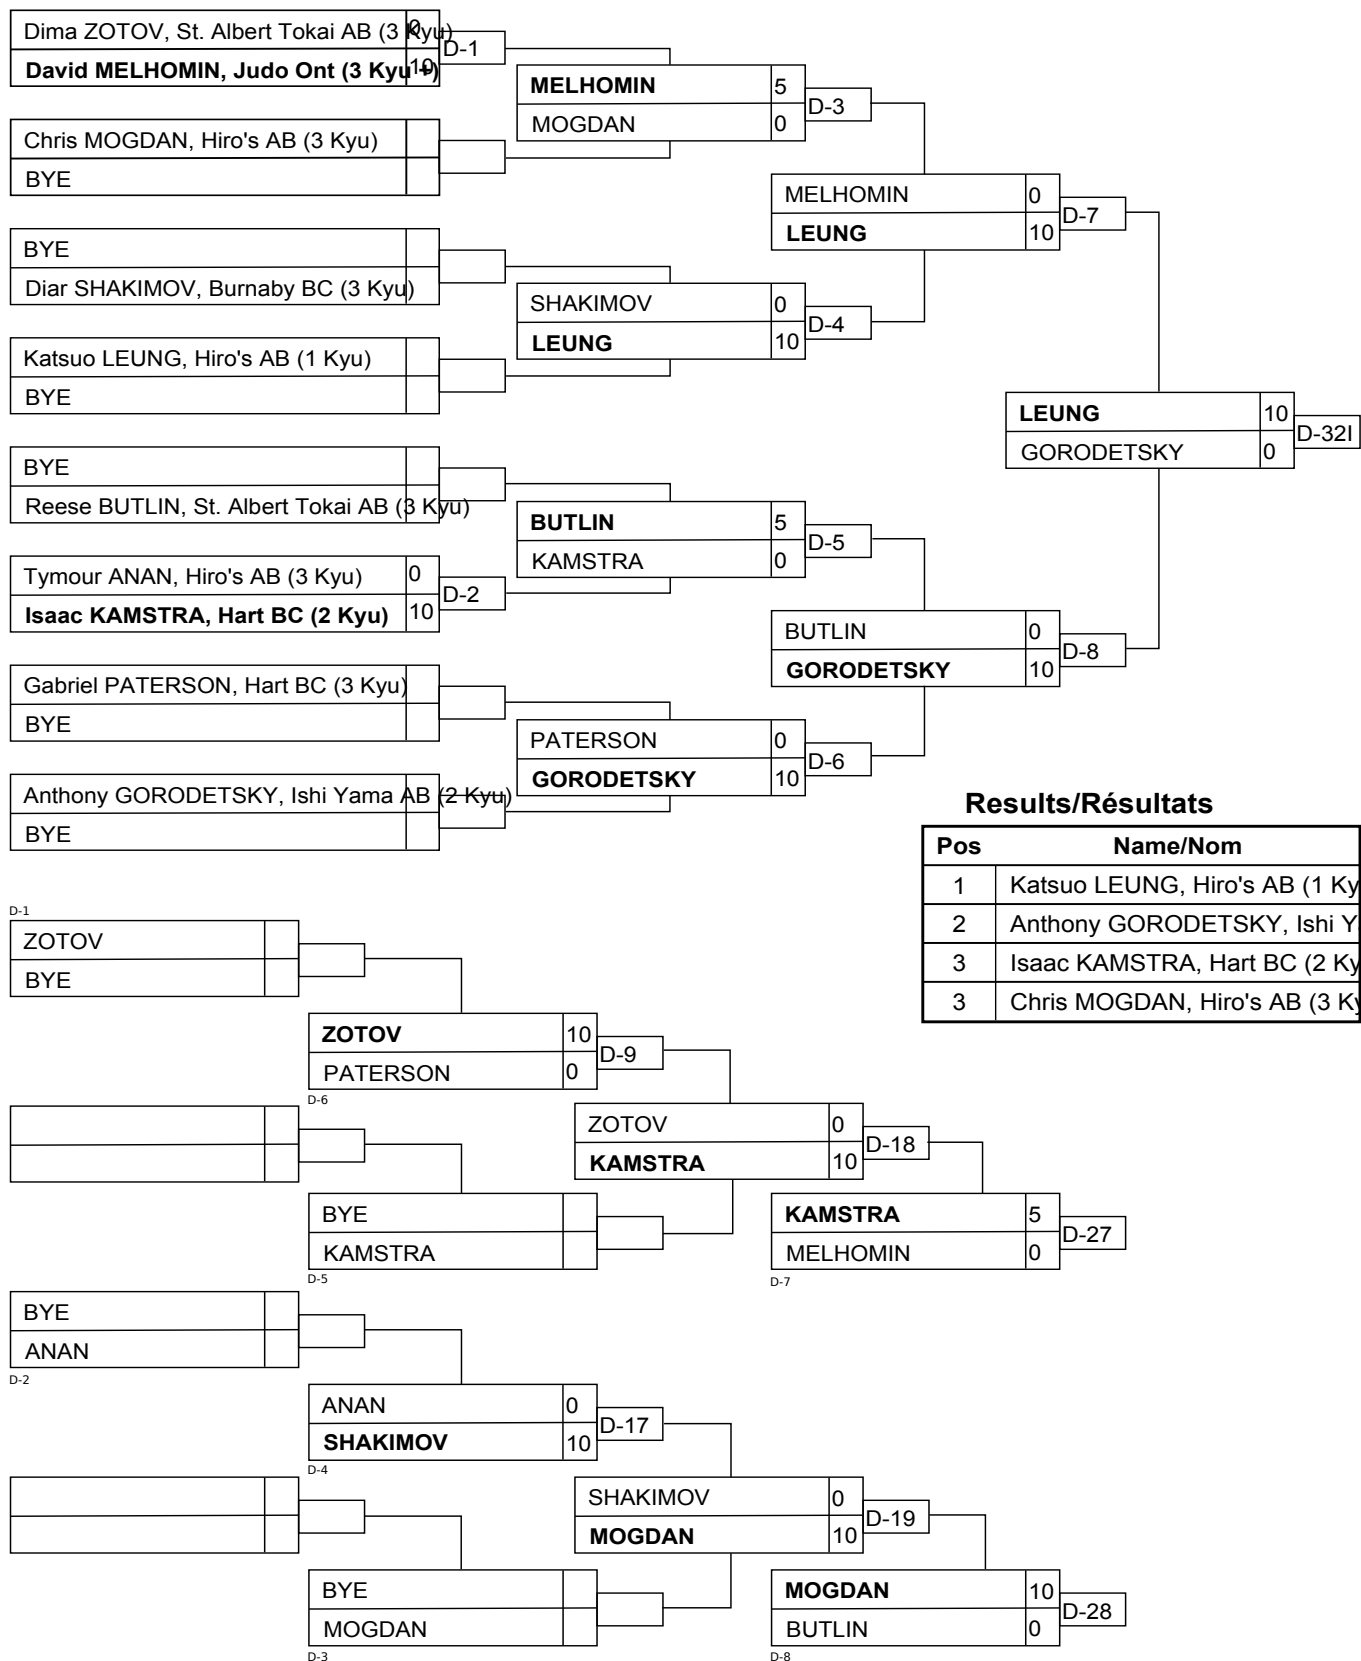 Dima ZOTOV, St. Albert Tokai AB (3 Kyu)
0
David MELHOMIN, Judo Ont (3 Kyu +)
10
D-1
Chris MOGDAN, Hiro's AB (3 Kyu)
BYE
MELHOMIN 5
MOGDAN 0
D-3
BYE
Diar SHAKIMOV, Burnaby BC (3 Kyu)
MELHOMIN 0
LEUNG 10
D-7
SHAKIMOV 0
LEUNG 10
D-4
Katsuo LEUNG, Hiro's AB (1 Kyu)
BYE
LEUNG 10
GORODETSKY 0
D-32I
BYE
Reese BUTLIN, St. Albert Tokai AB (3 Kyu)
BUTLIN 5
KAMSTRA 0
D-5
Tymour ANAN, Hiro's AB (3 Kyu) 0
Isaac KAMSTRA, Hart BC (2 Kyu) 10
D-2
BUTLIN 0
GORODETSKY 10
D-8
Gabriel PATERSON, Hart BC (3 Kyu)
BYE
PATERSON 0
GORODETSKY 10
D-6
Anthony GORODETSKY, Ishi Yama AB (2 Kyu)
BYE
Results/Résultats
Pos Name/Nom
1 Katsuo LEUNG, Hiro's AB (1 Ky
2 Anthony GORODETSKY, Ishi Y
3 Isaac KAMSTRA, Hart BC (2 Ky
3 Chris MOGDAN, Hiro's AB (3 Ky
D-1
ZOTOV
BYE
ZOTOV 10
PATERSON 0
D-9
D-6
ZOTOV 0
KAMSTRA 10
D-18
BYE
KAMSTRA
D-5
KAMSTRA 5
MELHOMIN 0
D-27
D-7
BYE
ANAN
D-2
ANAN 0
SHAKIMOV 10
D-17
D-4
SHAKIMOV 0
MOGDAN 10
D-19
BYE
MOGDAN
D-3
MOGDAN 10
BUTLIN 0
D-28
D-8